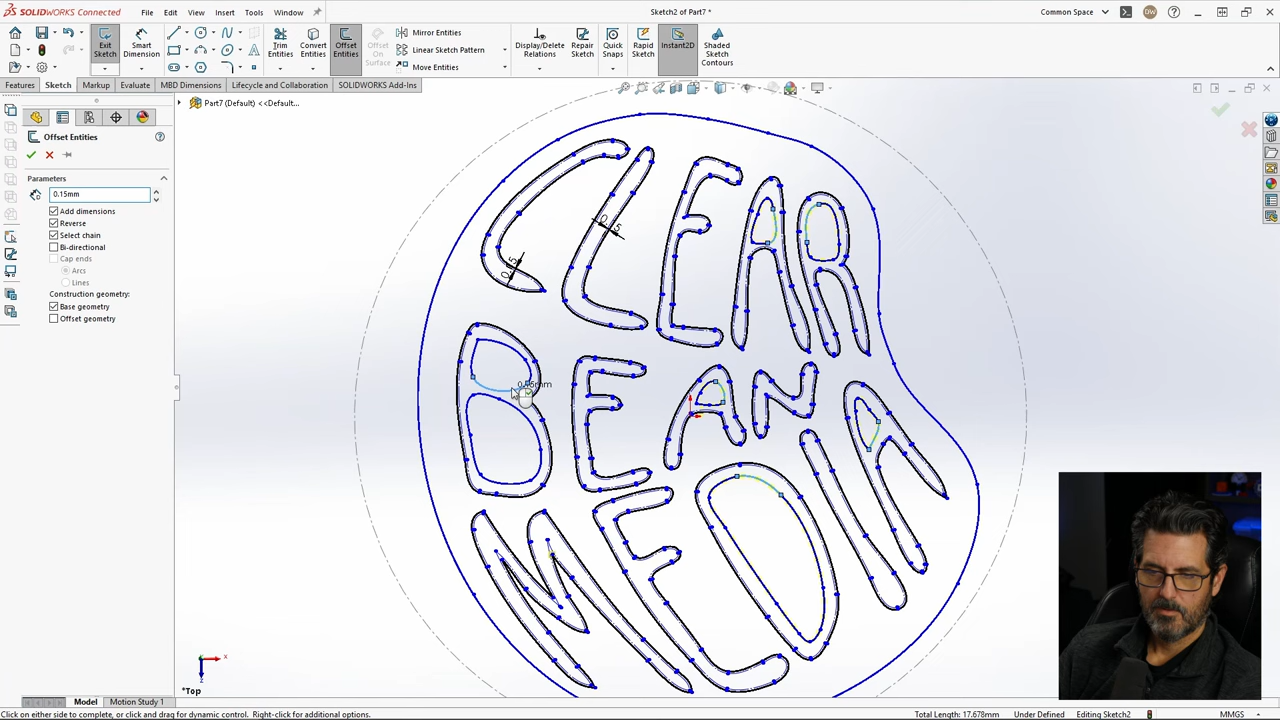 SOLIDWORKS Connected
File Edit View Insert Tools Window
Sketch2 of Part7 *
Common Space
Exit Sketch
Smart Dimension
Trim Entities
Convert Entities
Offset Entities
Offset On Surface
Mirror Entities
Linear Sketch Pattern
Move Entities
Display/Delete Relations
Repair Sketch
Quick Snaps
Rapid Sketch
Instant2D
Shaded Sketch Contours
Features Sketch Markup Evaluate MBD Dimensions Lifecycle and Collaboration SOLIDWORKS Add-Ins
Part7 (Default) <<Default...
Offset Entities
Parameters
0.15mm
Add dimensions
Reverse
Select chain
Bi-directional
Cap ends
Arcs
Lines
Construction geometry:
Base geometry
Offset geometry
CLEAR
BEAN
MEDIA
*Top
Model Motion Study 1
Click on either side to complete, or click and drag for dynamic control. Right-click for additional options.
Total Length: 17.678mm Under Defined Editing Sketch2 MMGS